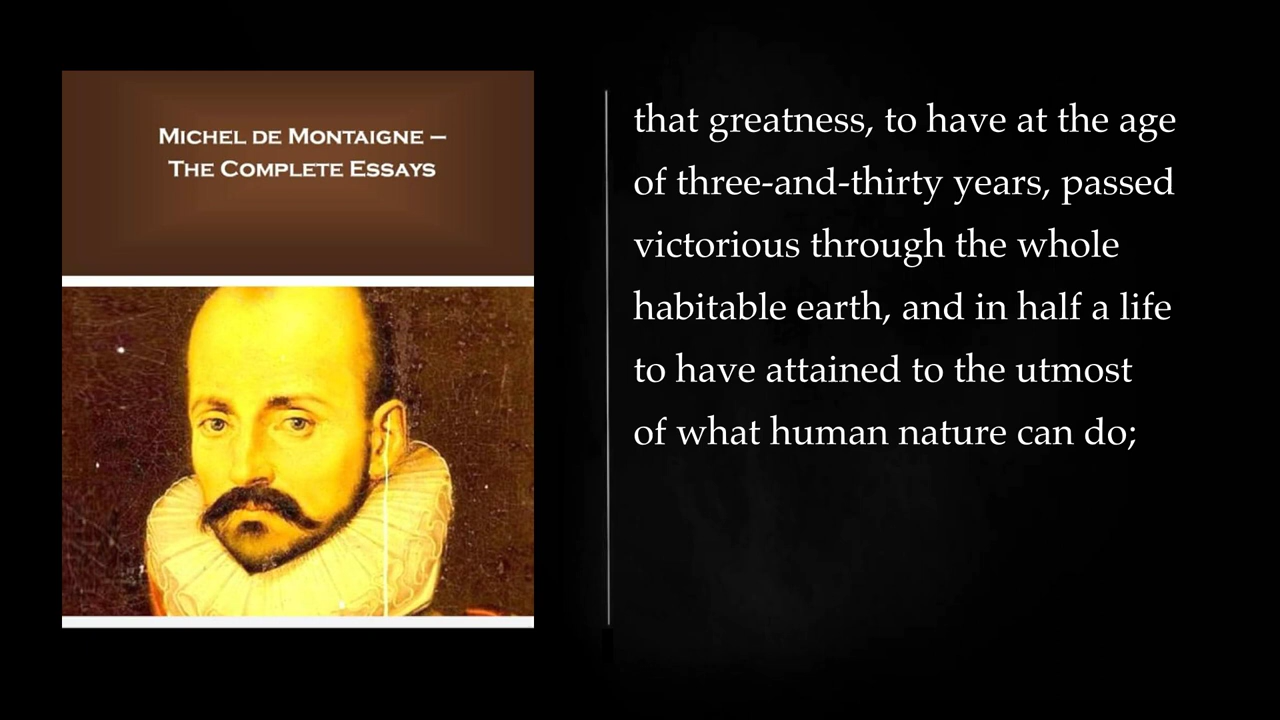 MICHEL DE MONTAIGNE –
THE COMPLETE ESSAYS
that greatness, to have at the age
of three-and-thirty years, passed
victorious through the whole
habitable earth, and in half a life
to have attained to the utmost
of what human nature can do;